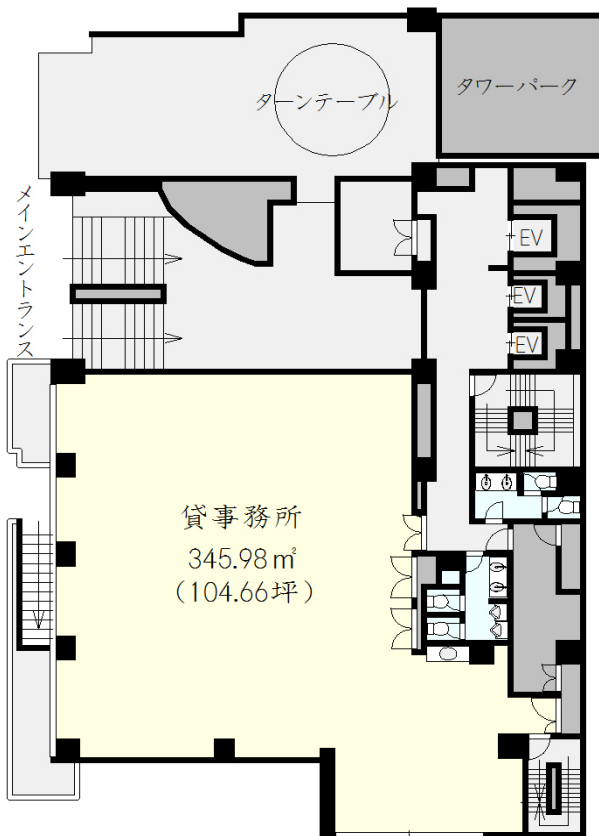 ターンテーブル
タワーパーク
メインエントランス
EV
EV
EV
貸事務所
345.98㎡
(104.66坪)